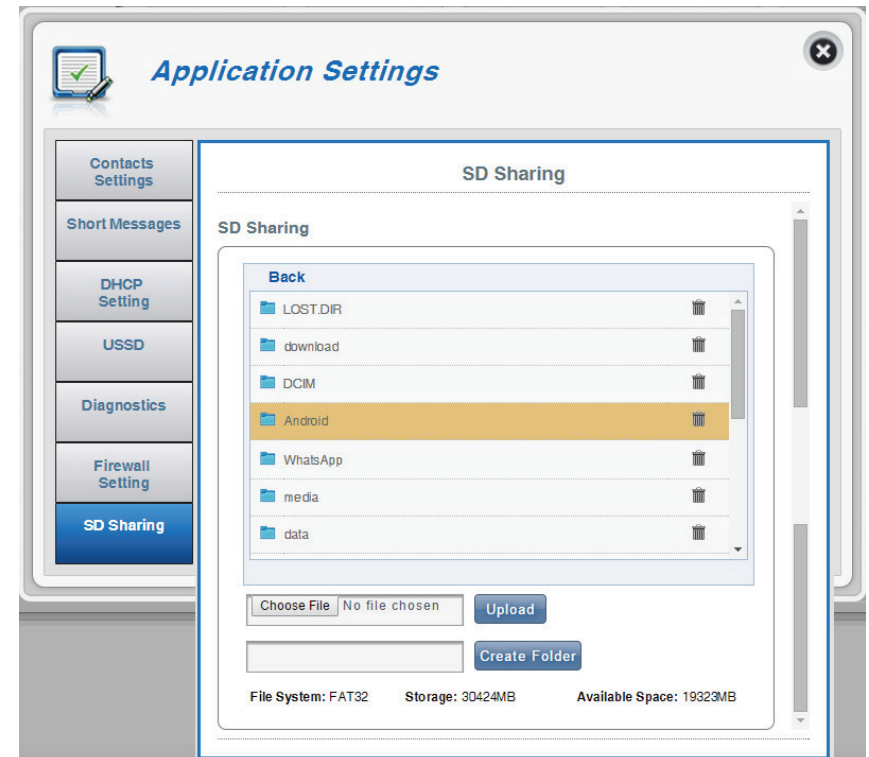 Application Settings
Contacts
Settings
Short Messages
DHCP
Setting
USSD
Diagnostics
Firewall
Setting
SD Sharing
SD Sharing
SD Sharing
Back
LOST.DIR
download
DCIM
Android
WhatsApp
media
data
Choose File No file chosen
Upload
Create Folder
File System: FAT32 Storage: 30424MB Available Space: 19323MB